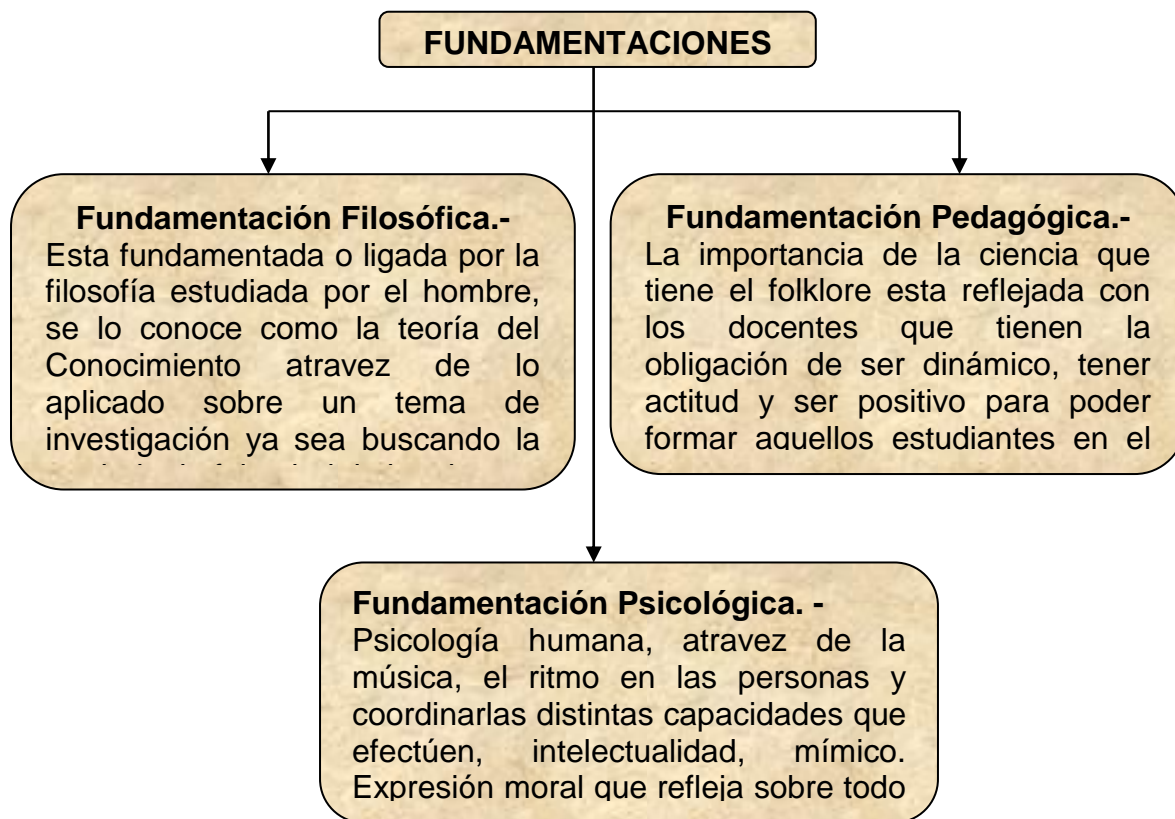 FUNDAMENTACIONES
Fundamentación Filosófica.-
Esta fundamentada o ligada por la
filosofía estudiada por el hombre,
se lo conoce como la teoría del
Conocimiento atravez de lo
aplicado sobre un tema de
investigación ya sea buscando la
Fundamentación Pedagógica.-
La importancia de la ciencia que
tiene el folklore esta reflejada con
los docentes que tienen la
obligación de ser dinámico, tener
actitud y ser positivo para poder
formar aquellos estudiantes en el
Fundamentación Psicológica. -
Psicología humana, atravez de la
música, el ritmo en las personas y
coordinarlas distintas capacidades que
efectúen, intelectualidad, mímico.
Expresión moral que refleja sobre todo